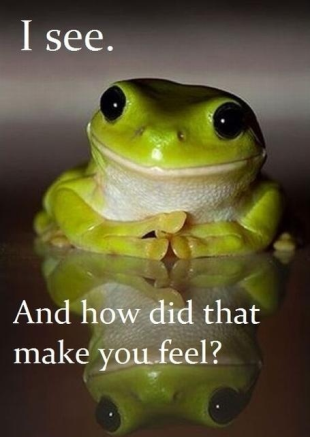 I see.
And how did that
make you feel?